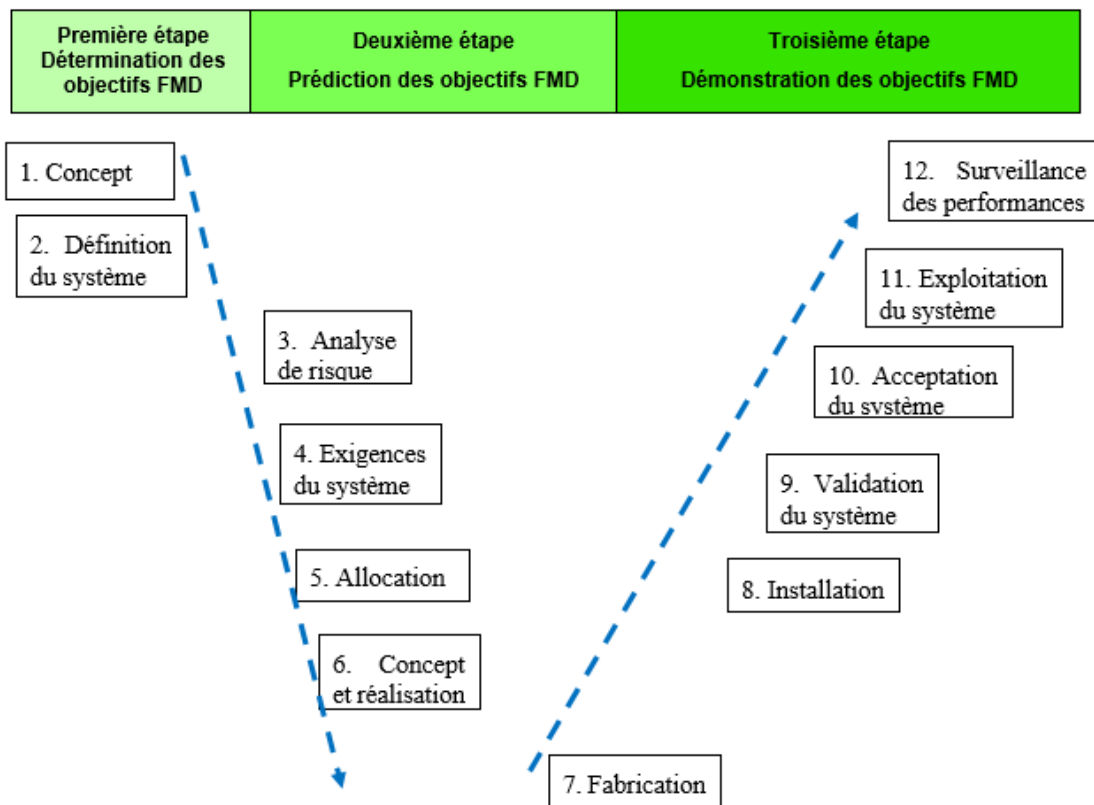 Première étape
Détermination des
objectifs FMD
Deuxième étape
Prédiction des objectifs FMD
Troisième étape
Démonstration des objectifs FMD
1. Concept
2. Définition
du système
3. Analyse
de risque
4. Exigences
du système
5. Allocation
6. Concept
et réalisation
7. Fabrication
8. Installation
9. Validation
du système
10. Acceptation
du système
11. Exploitation
du système
12. Surveillance
des performances